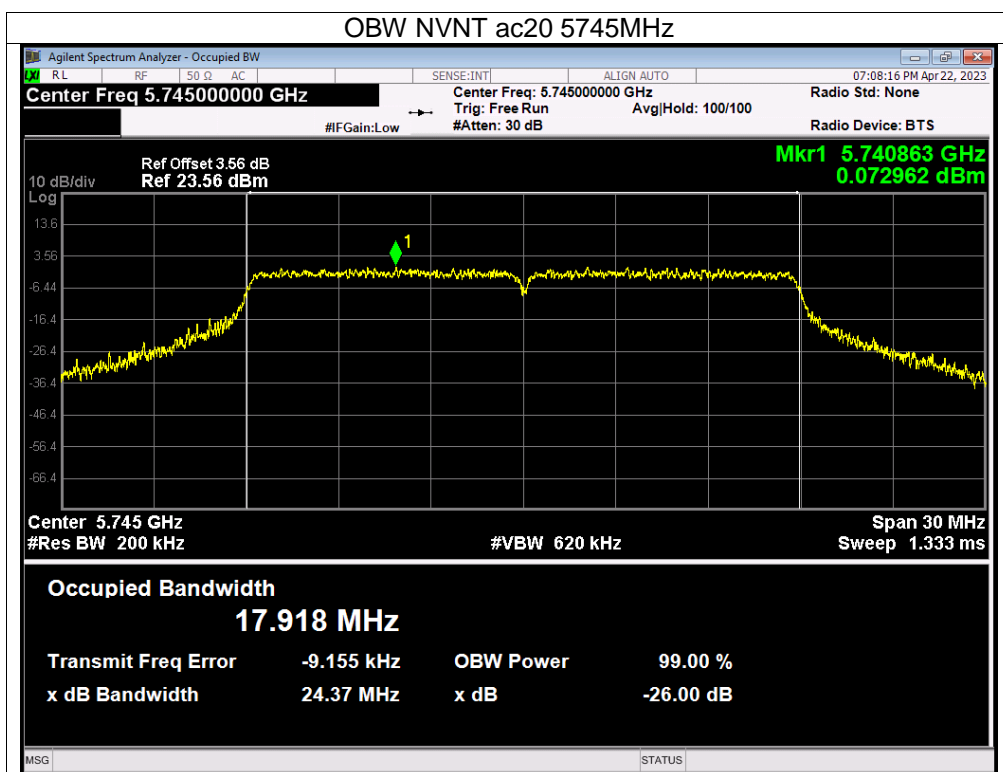 OBW NVNT ac20 5745MHz
Agilent Spectrum Analyzer - Occupied BW
LXI RL RF 50 Ω AC SENSE:INT ALIGN AUTO 07:08:16 PM Apr 22, 2023
Center Freq 5.745000000 GHz Center Freq: 5.745000000 GHz Radio Std: None
Trig: Free Run Avg|Hold: 100/100
#IFGain:Low #Atten: 30 dB Radio Device: BTS
Ref Offset 3.56 dB Mkr1 5.740863 GHz
10 dB/div Ref 23.56 dBm 0.072962 dBm
Log
13.6
1
3.56
-6.44
-16.4
-26.4
-36.4
-46.4
-56.4
-66.4
Center 5.745 GHz Span 30 MHz
#Res BW 200 kHz #VBW 620 kHz Sweep 1.333 ms
Occupied Bandwidth
17.918 MHz
Transmit Freq Error -9.155 kHz OBW Power 99.00 %
x dB Bandwidth 24.37 MHz x dB -26.00 dB
MSG STATUS